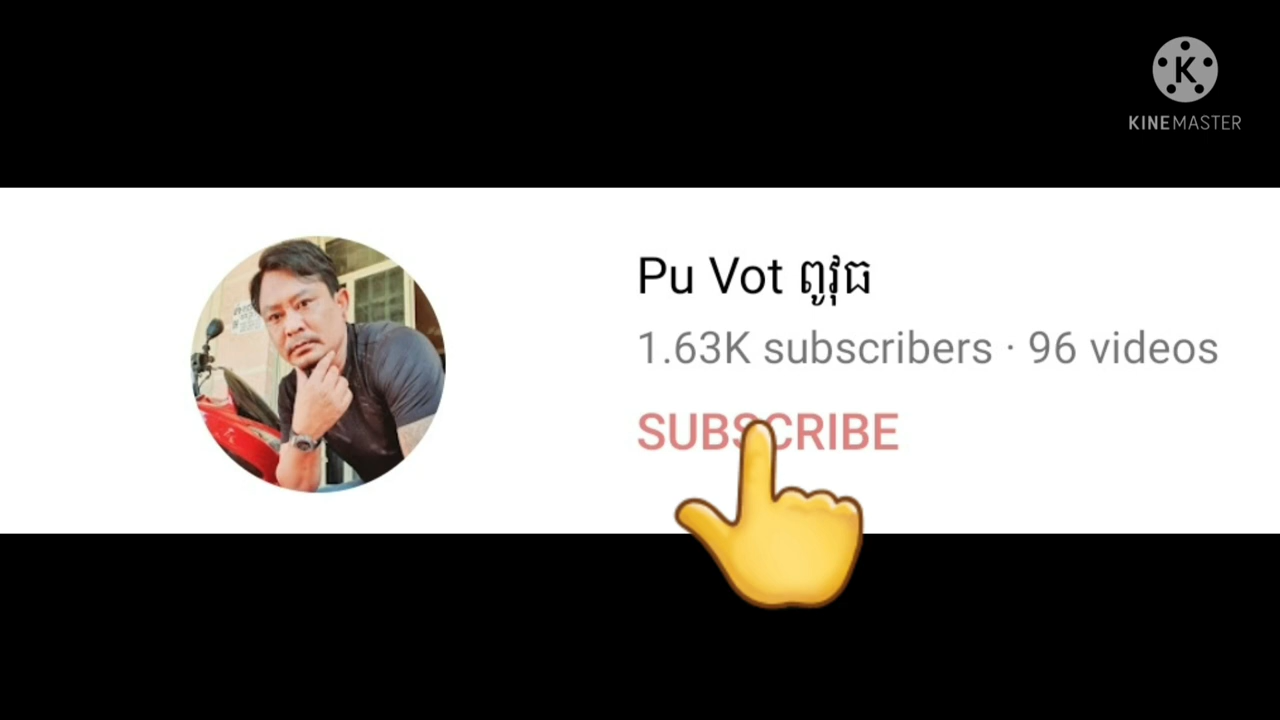 K
KINEMASTER
Pu Vot ពូវុធ
1.63K subscribers · 96 videos
SUBSCRIBE